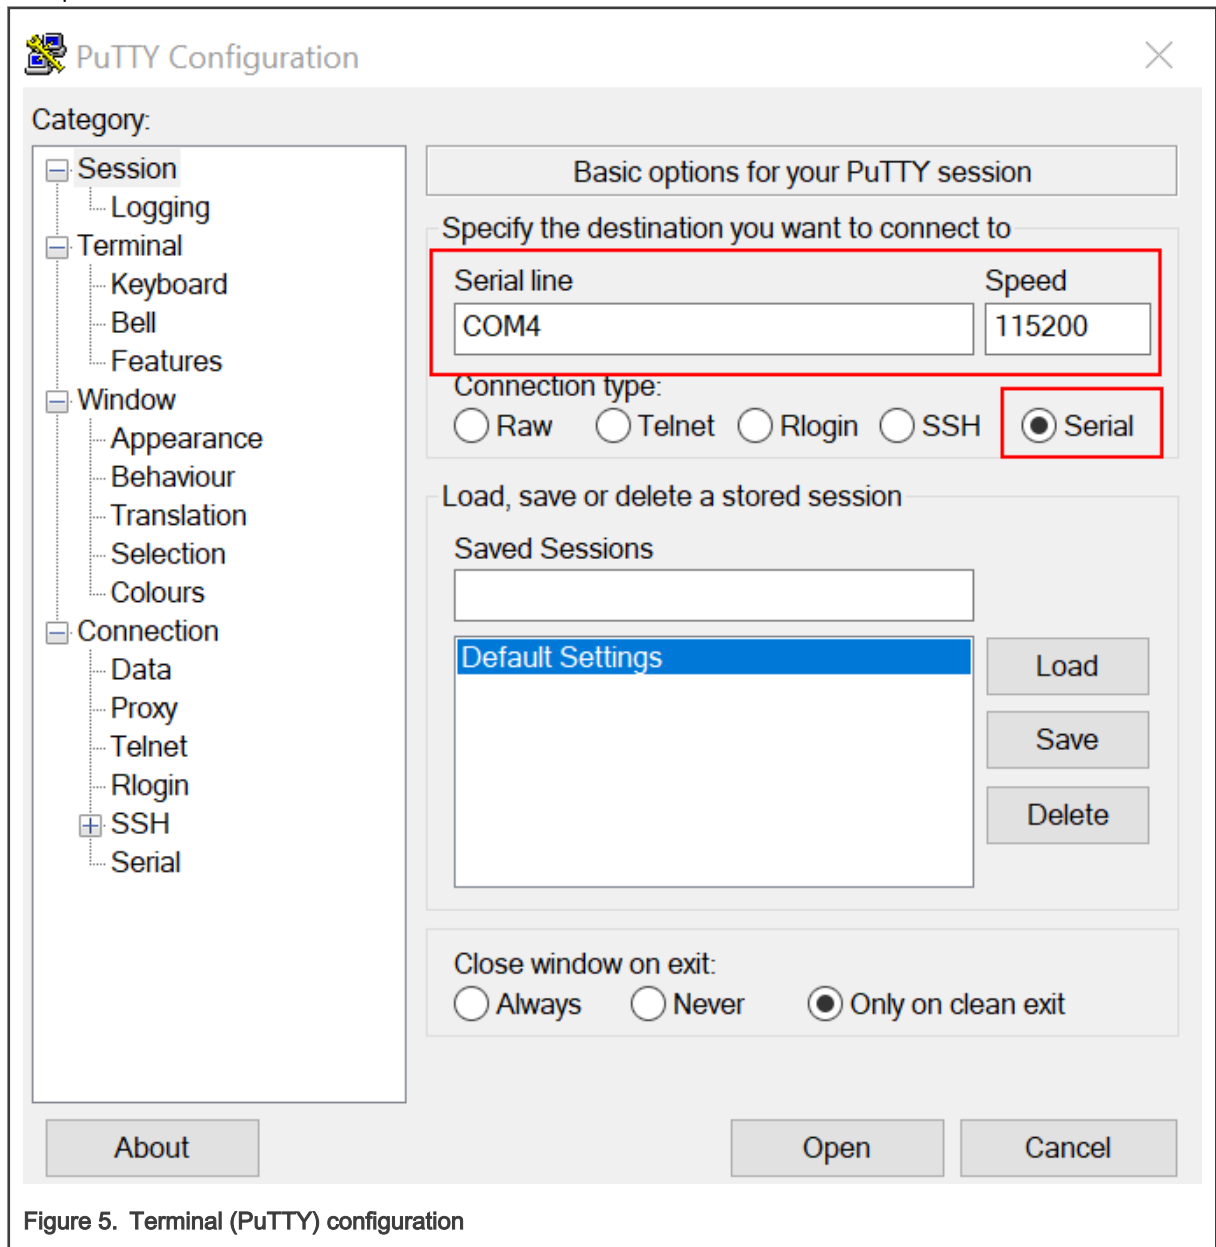 PuTTY Configuration
Category:
Session
Logging
Terminal
Keyboard
Bell
Features
Window
Appearance
Behaviour
Translation
Selection
Colours
Connection
Data
Proxy
Telnet
Rlogin
SSH
Serial
Basic options for your PuTTY session
Specify the destination you want to connect to
Serial line Speed
COM4 115200
Connection type:
Raw Telnet Rlogin SSH Serial
Load, save or delete a stored session
Saved Sessions
Default Settings
Load
Save
Delete
Close window on exit:
Always Never Only on clean exit
About Open Cancel
Figure 5. Terminal (PuTTY) configuration